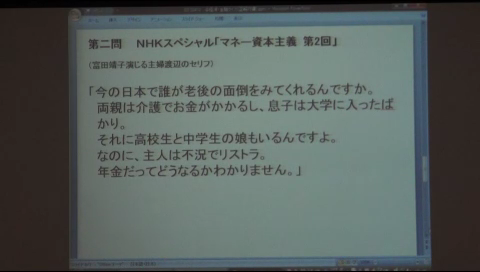 第二問　NHKスペシャル「マネー資本主義 第2回」
（冨田靖子演じる主婦渡辺のセリフ）
「今の日本で誰が老後の面倒をみてくれるんですか。
両親は介護でお金がかかるし、息子は大学に入ったば
かり。
それに高校生と中学生の娘もいるんですよ。
なのに、主人は不況でリストラ。
年金だってどうなるかわかりません。」